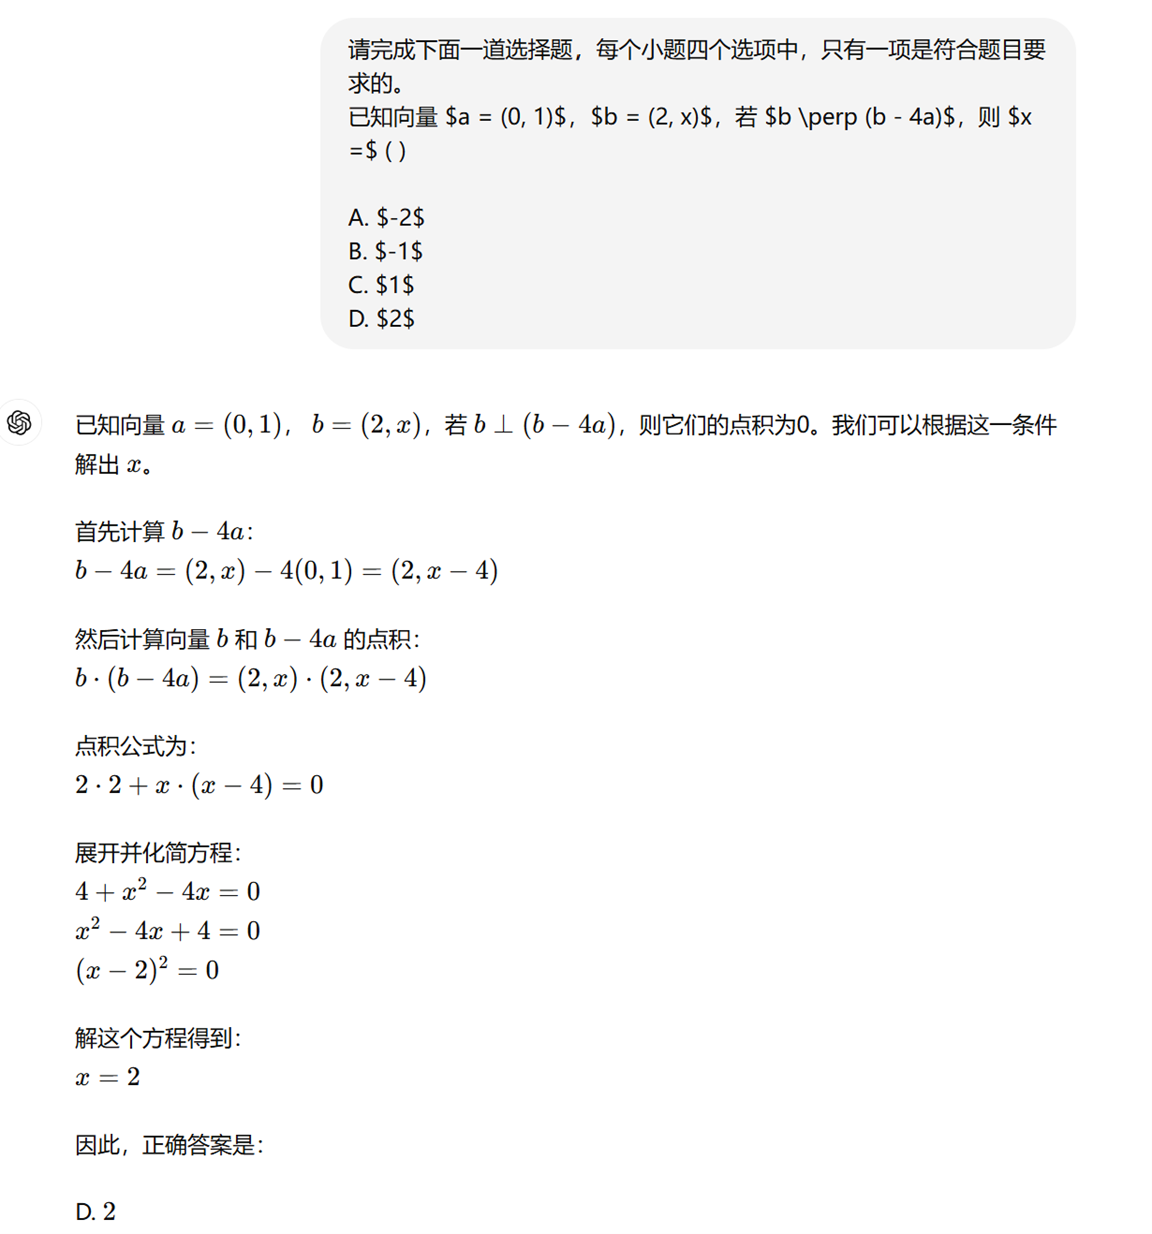 请完成下面一道选择题，每个小题四个选项中，只有一项是符合题目要
求的。
已知向量 $a = (0, 1)$，$b = (2, x)$，若 $b \perp (b - 4a)$，则 $x
=$ ( )
A. $-2$
B. $-1$
C. $1$
D. $2$
已知向量 a = (0, 1)，b = (2, x)，若 b ⊥ (b − 4a)，则它们的点积为0。我们可以根据这一条件
解出 x。
首先计算 b − 4a：
b − 4a = (2, x) − 4(0, 1) = (2, x − 4)
然后计算向量 b 和 b − 4a 的点积：
b · (b − 4a) = (2, x) · (2, x − 4)
点积公式为：
2 · 2 + x · (x − 4) = 0
展开并化简方程：
4 + x² − 4x = 0
x² − 4x + 4 = 0
(x − 2)² = 0
解这个方程得到：
x = 2
因此，正确答案是：
D. 2